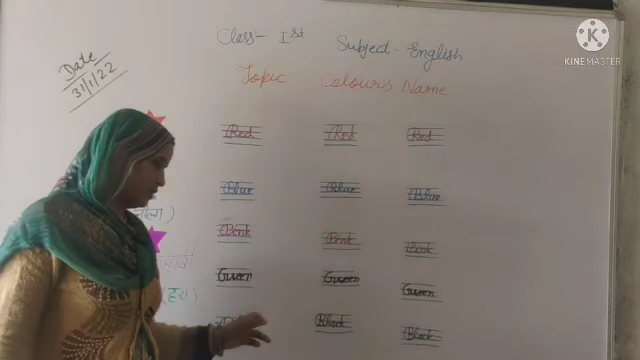 Date
31/1/22
Class- Ist Subject - English
Topic Colours Name
Red Red Red
Blue Blue Blue
Pink Pink Pink
Green Green Green
(हरा)
Black Black
K
KINEMASTER